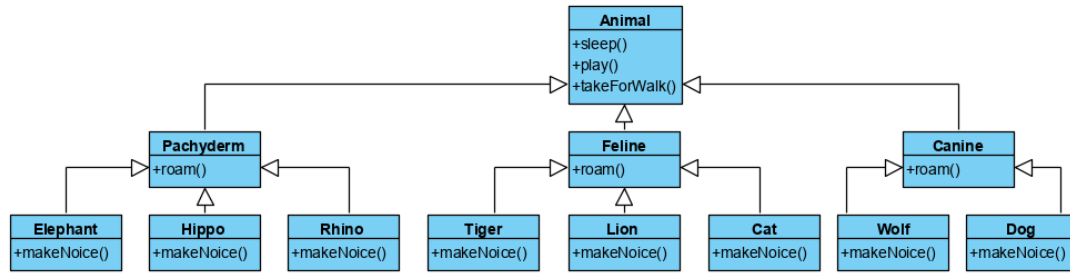 Animal
+sleep()
+play()
+takeForWalk()
Pachyderm
+roam()
Feline
+roam()
Canine
+roam()
Elephant
+makeNoice()
Hippo
+makeNoice()
Rhino
+makeNoice()
Tiger
+makeNoice()
Lion
+makeNoice()
Cat
+makeNoice()
Wolf
+makeNoice()
Dog
+makeNoice()